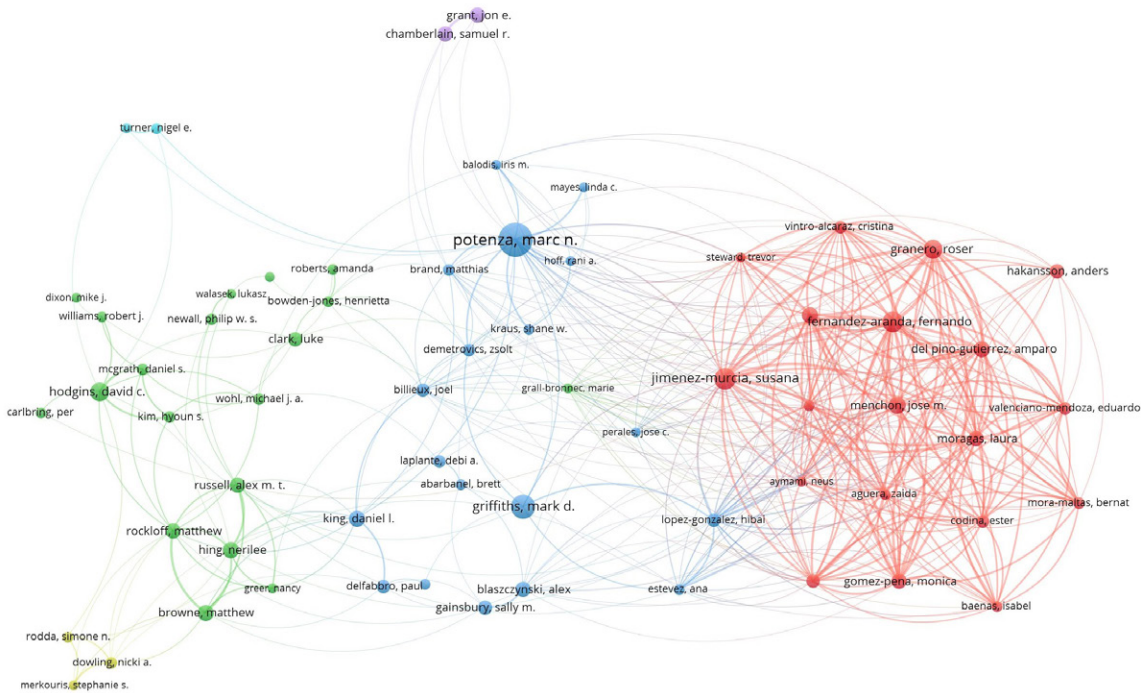 grant, jon e.
chamberlain, samuel r.
turner, nigel e.
balodis, iris m.
mayes, linda c.
vintro-alcaraz, cristina
potenza, marc n.
granero, roser
steward, trevor
hoff, rani a.
roberts, amanda
brand, matthias
hakansson, anders
walasek, lukasz
dixon, mike j.
bowden-jones, henrietta
williams, robert j.
newall, philip w. s.
fernandez-aranda, fernando
kraus, shane w.
clark, luke
demetrovics, zsolt
del pino-gutierrez, amparo
mcgrath, daniel s.
jimenez-murcia, susana
hodgins, david c.
billieux, joel
grall-bronnec, marie
wohl, michael j. a.
menchon, jose m.
valenciano-mendoza, eduardo
carlbring, per
kim, hyoun s.
perales, jose c.
moragas, laura
laplante, debi a.
aymami, neus
russell, alex m. t.
abarbanel, brett
aguera, zaida
mora-maltas, bernat
griffiths, mark d.
king, daniel l.
lopez-gonzalez, hibai
codina, ester
rockloff, matthew
hing, nerilee
gomez-pena, monica
green, nancy
delfabbro, paul
blaszczynski, alex
estevez, ana
gainsbury, sally m.
baenas, isabel
browne, matthew
rodda, simone n.
dowling, nicki a.
merkouris, stephanie s.